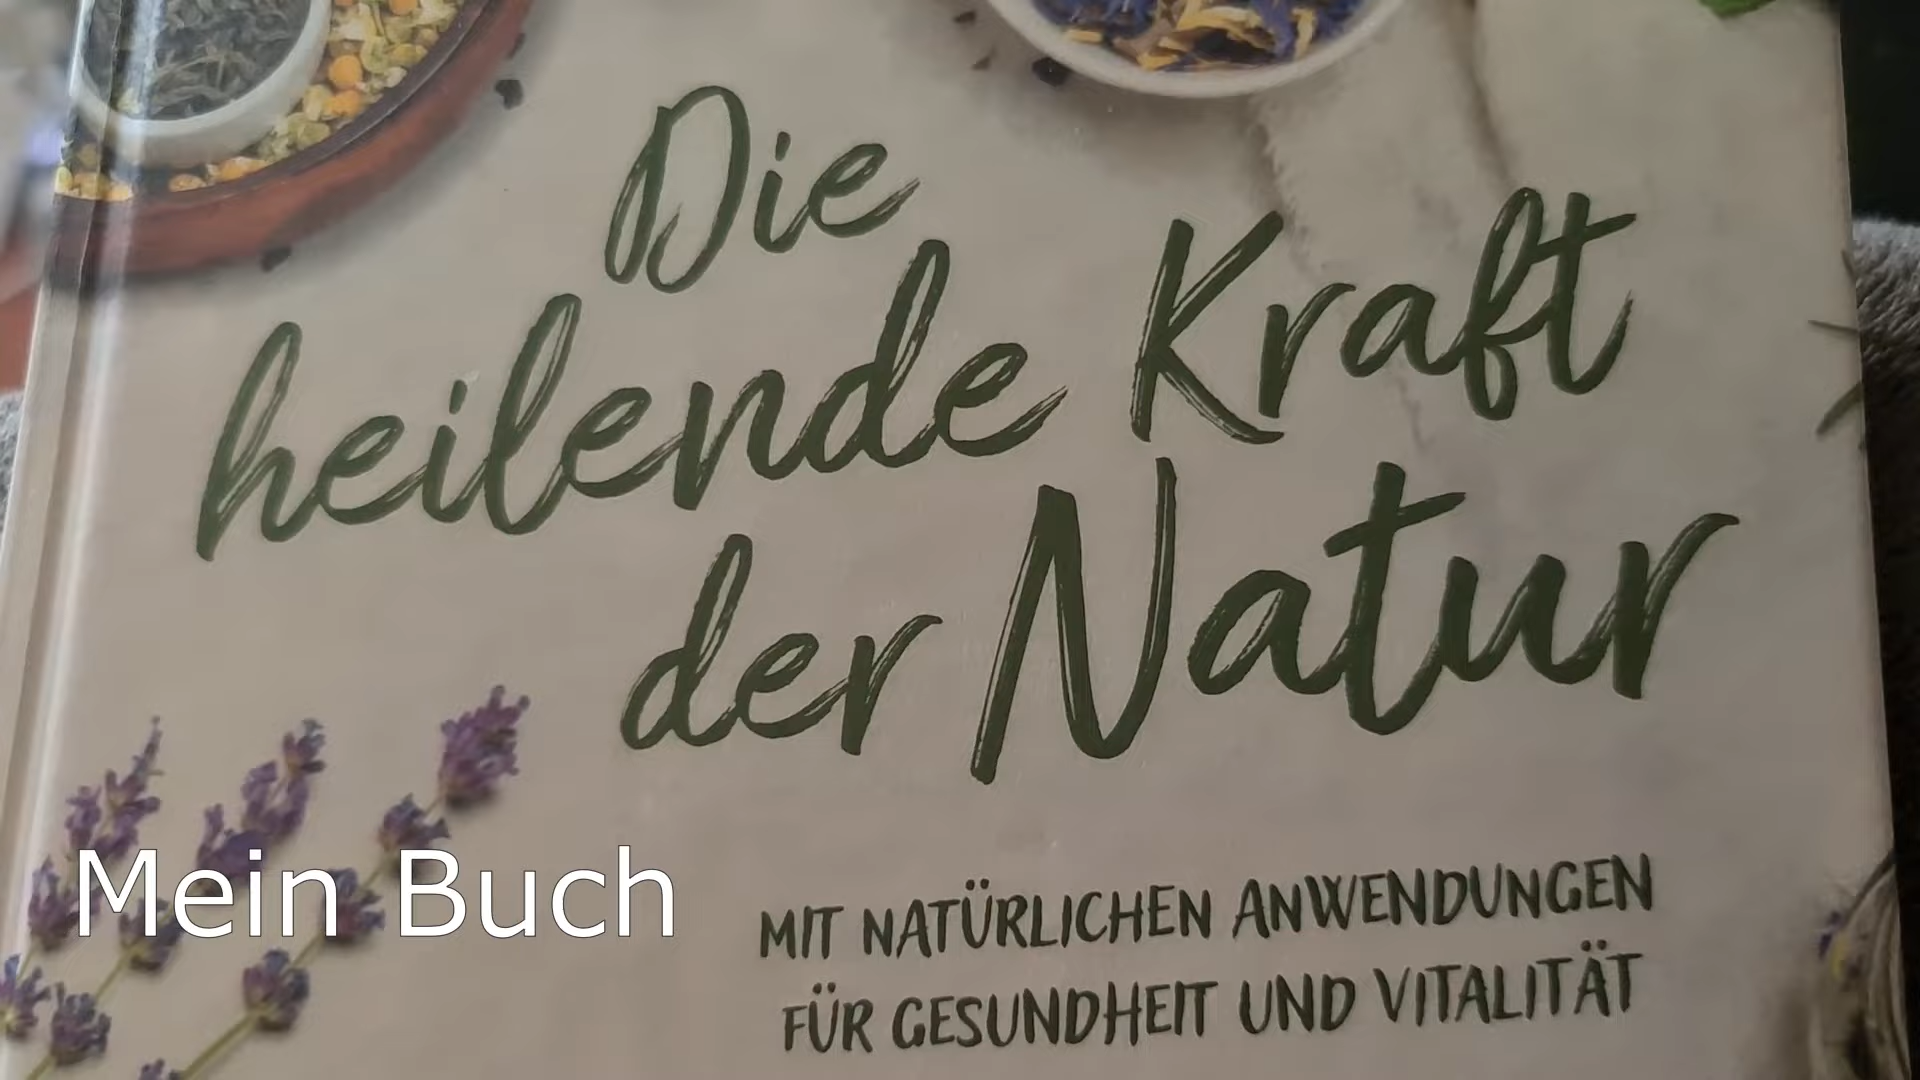 Die
heilende Kraft
der Natur
Mein Buch
MIT NATÜRLICHEN ANWENDUNGEN
FÜR GESUNDHEIT UND VITALITÄT